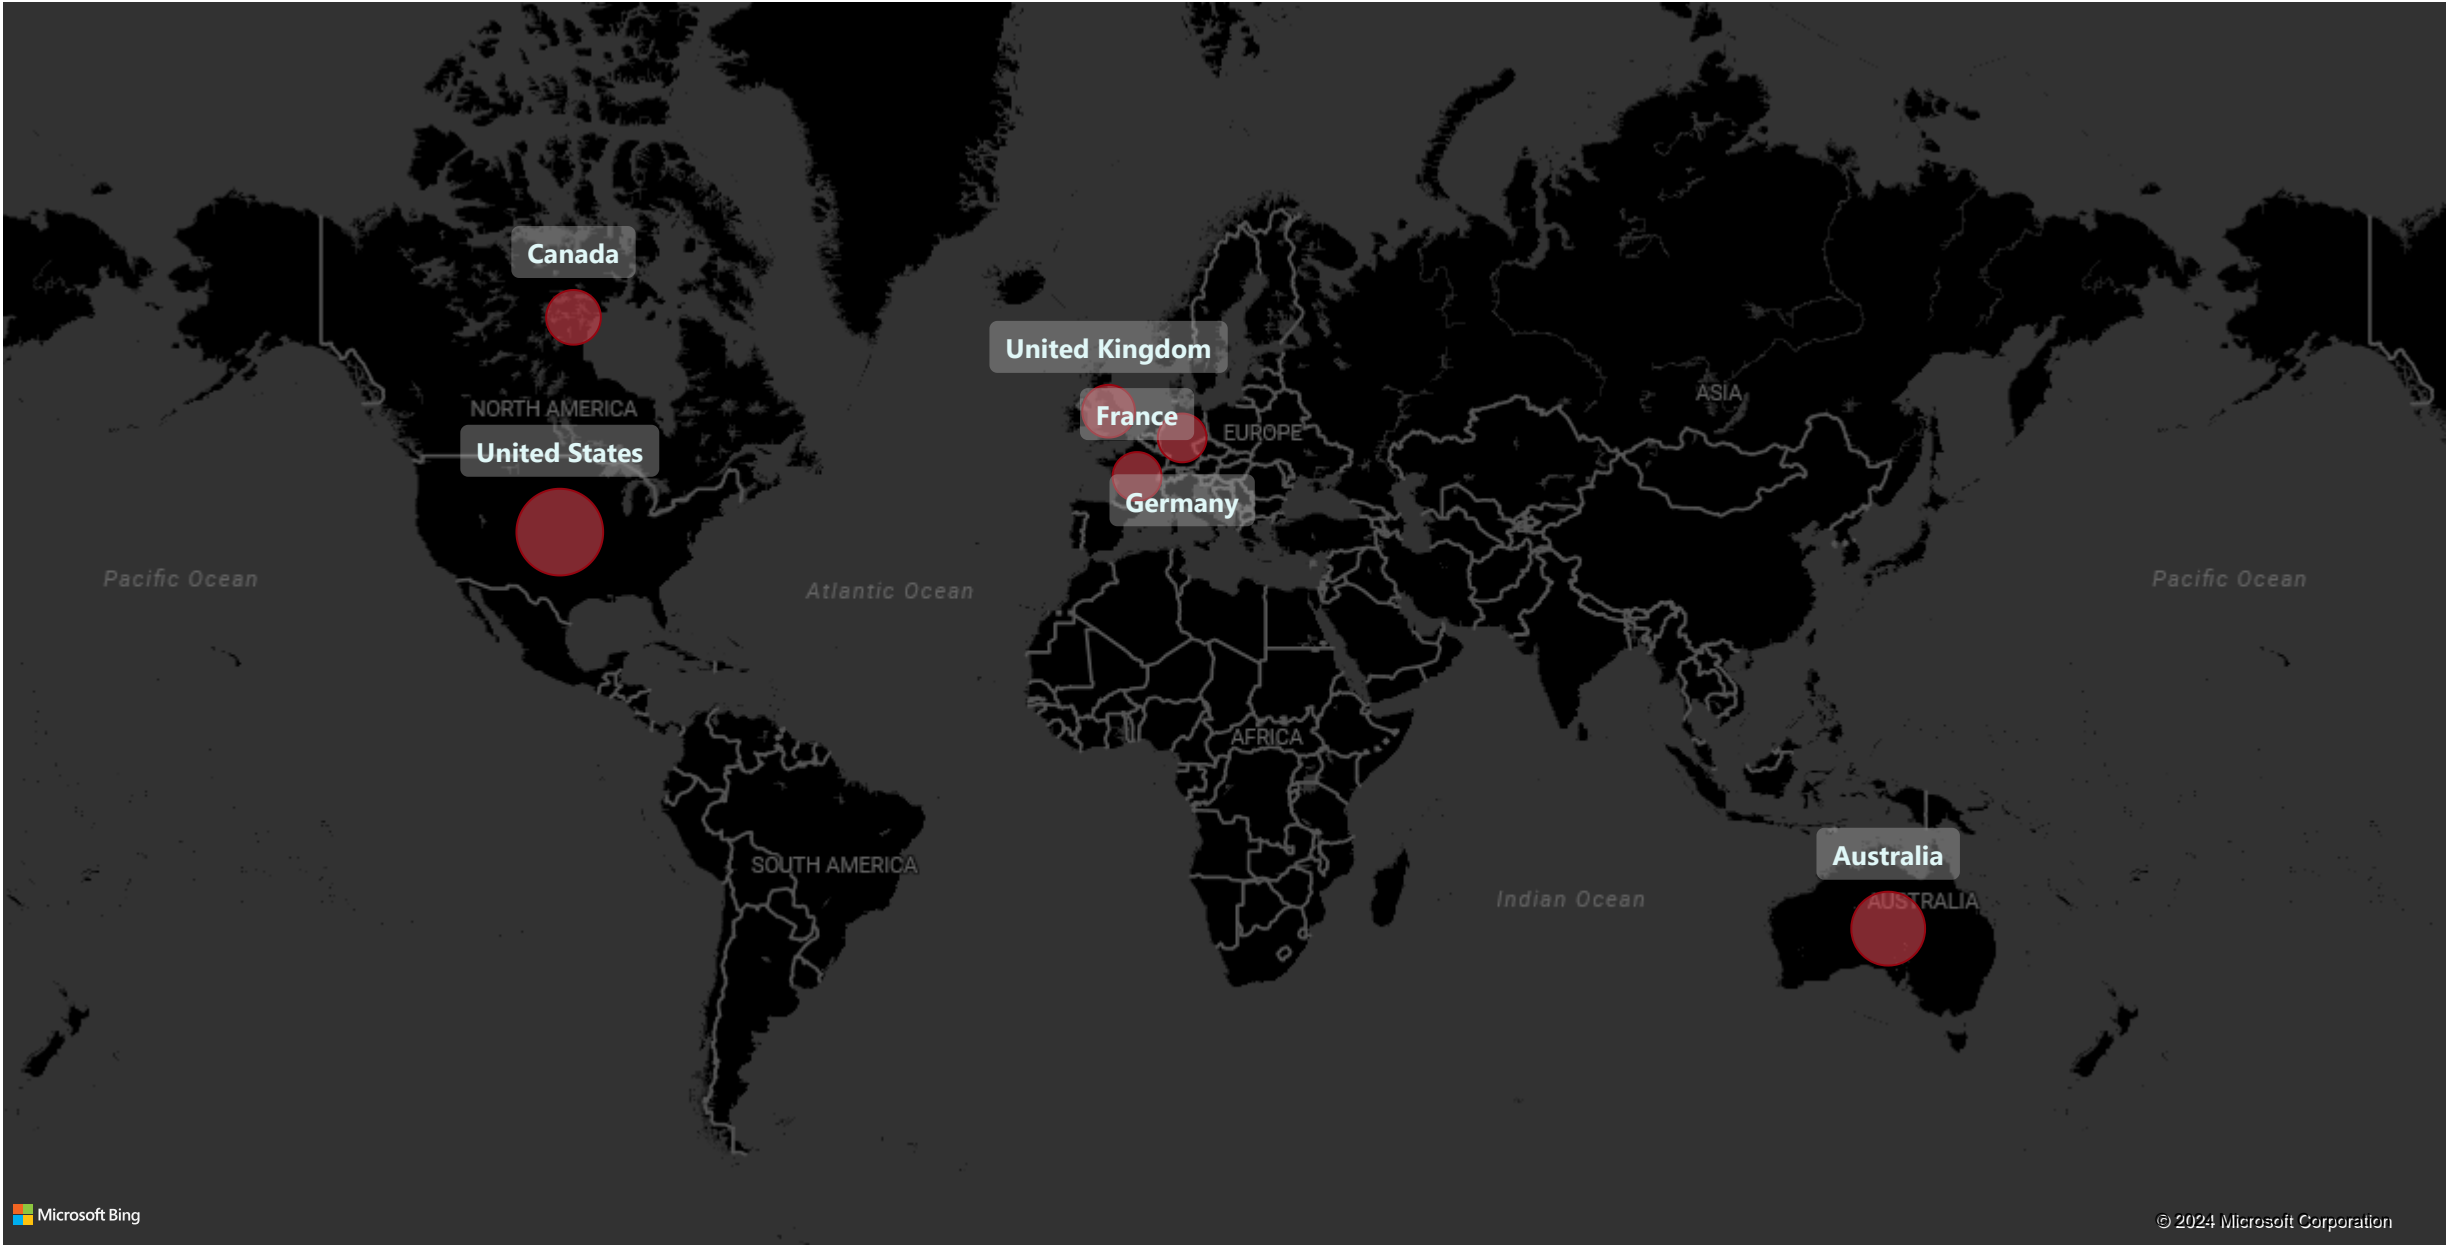 Canada
United Kingdom
NORTH AMERICA
ASIA
France
EUROPE
United States
Germany
Pacific Ocean
Atlantic Ocean
Pacific Ocean
AFRICA
SOUTH AMERICA
Australia
Indian Ocean
AUSTRALIA
Microsoft Bing
© 2024 Microsoft Corporation